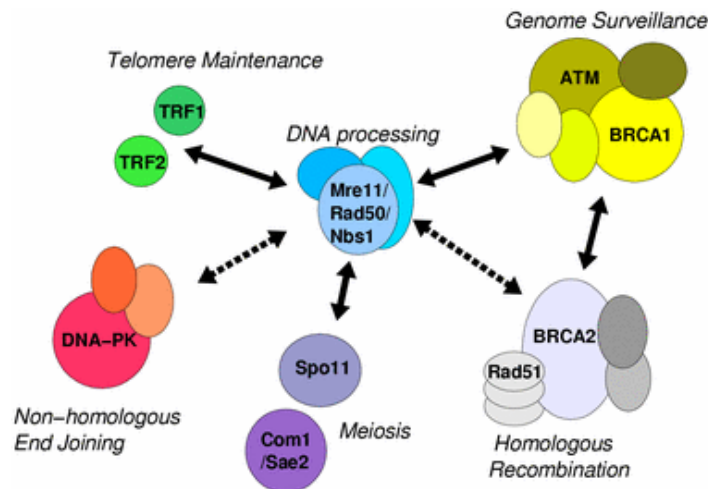 Genome Surveillance
Telomere Maintenance
ATM
TRF1
BRCA1
DNA processing
TRF2
Mre11/
Rad50/
Nbs1
DNA−PK
BRCA2
Spo11
Rad51
Non−homologous
End Joining
Com1
/Sae2
Meiosis
Homologous
Recombination